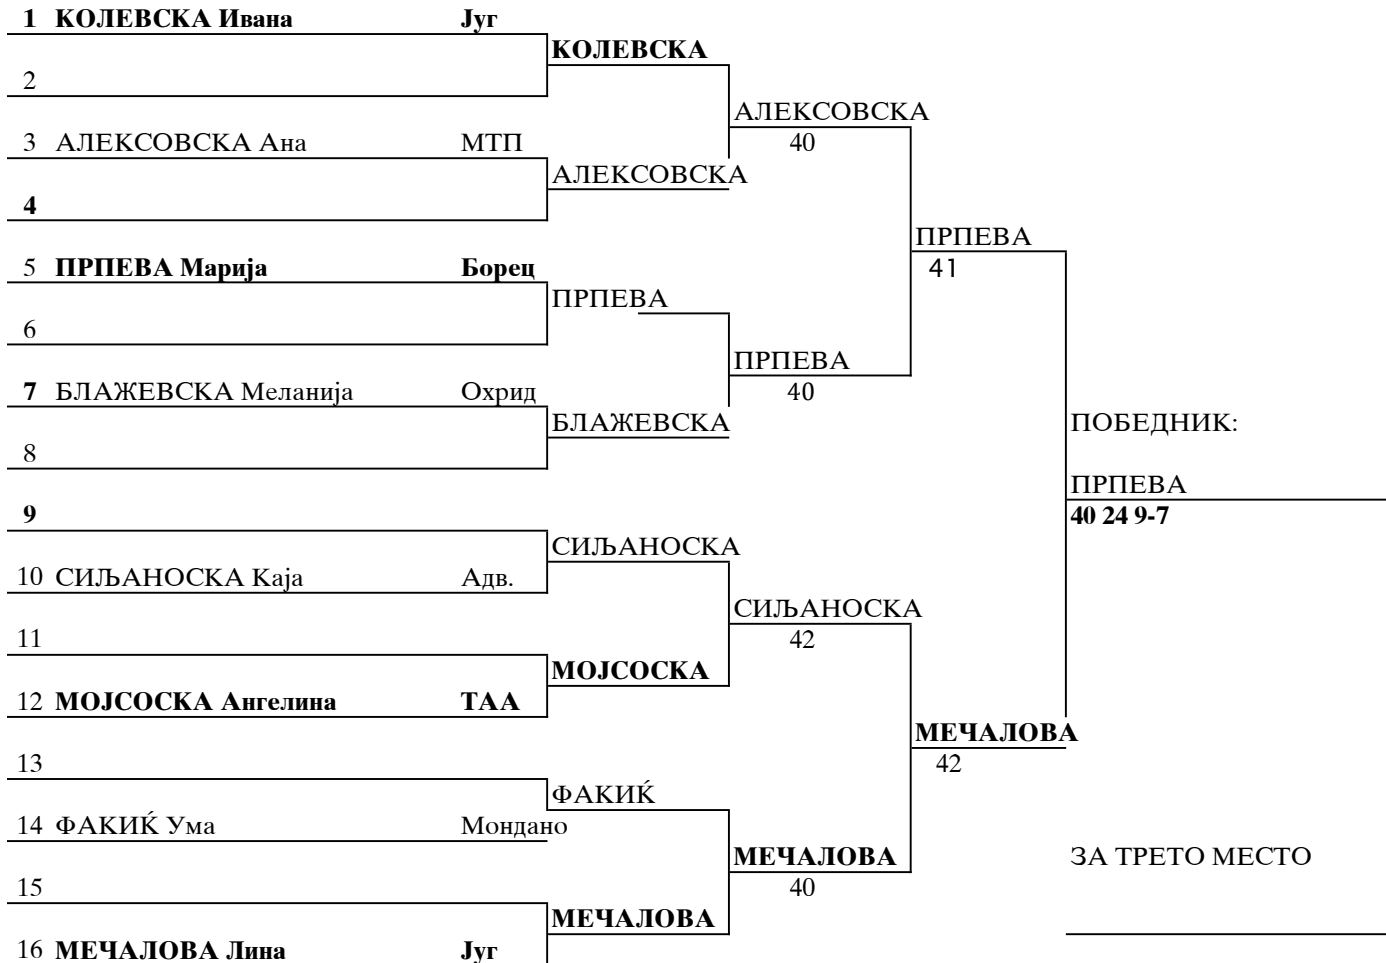 1 КОЛЕВСКА Ивана Југ
КОЛЕВСКА
2
АЛЕКСОВСКА
3 АЛЕКСОВСКА Ана МТП
40
АЛЕКСОВСКА
4
ПРПЕВА
5 ПРПЕВА Марија Борец
41
ПРПЕВА
6
ПРПЕВА
7 БЛАЖЕВСКА Меланија Охрид
40
БЛАЖЕВСКА
ПОБЕДНИК:
8
ПРПЕВА
9
40 24 9-7
СИЉАНОСКА
10 СИЉАНОСКА Каја Адв.
СИЉАНОСКА
11
42
МОЈСОСКА
12 МОЈСОСКА Ангелина ТАА
МЕЧАЛОВА
13
42
ФАКИЌ
14 ФАКИЌ Ума Мондано
МЕЧАЛОВА
ЗА ТРЕТО МЕСТО
15
40
МЕЧАЛОВА
16 МЕЧАЛОВА Лина Југ